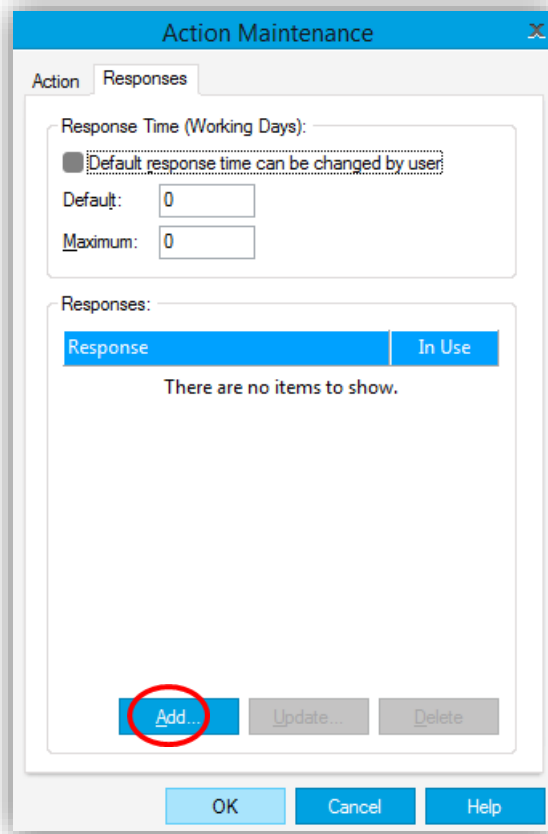 Action Maintenance
Action Responses
Response Time (Working Days):
Default response time can be changed by user
Default: 0
Maximum: 0
Responses:
Response In Use
There are no items to show.
Add... Update... Delete
OK Cancel Help